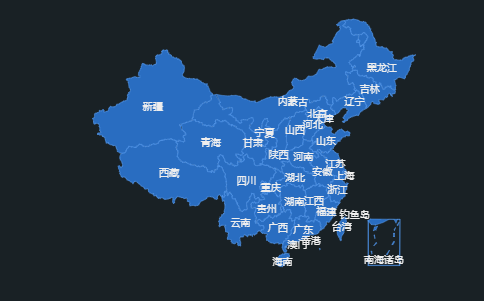 黑龙江
吉林
辽宁
内蒙古
新疆
北京
天津
河北
宁夏
山西
山东
青海
甘肃
陕西
河南
江苏
西藏
安徽
上海
四川
湖北
重庆
浙江
湖南
江西
贵州
福建
钓鱼岛
云南
广西
广东
台湾
香港
澳门
海南
南海诸岛